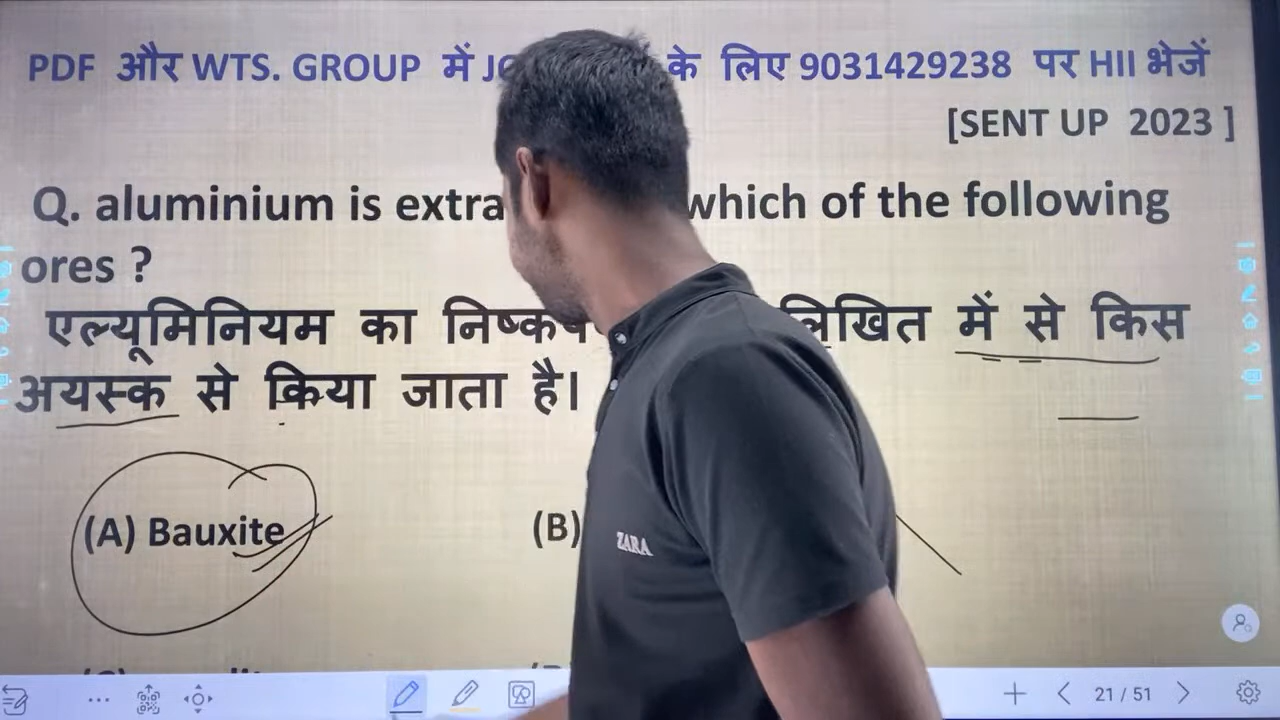 PDF और WTS. GROUP में के लिए 9031429238 पर HII भेजें
[SENT UP 2023 ]
Q. aluminium is which of the following
ores ?
एल्यूमिनियम का में से किस
अयस्क से किया जाता है।
(A) Bauxite (B)
ZARA
21 / 51